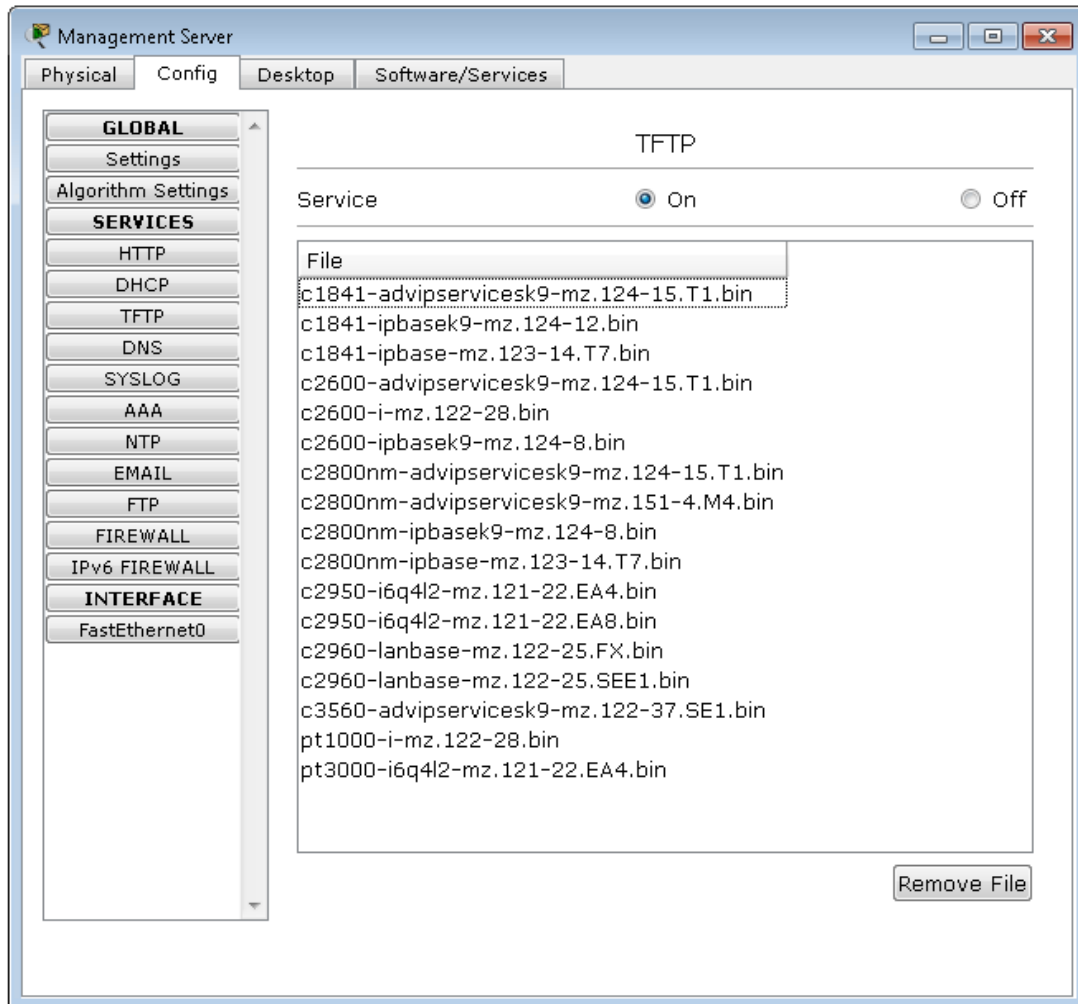 Management Server
Physical Config Desktop Software/Services
GLOBAL
Settings
Algorithm Settings
SERVICES
HTTP
DHCP
TFTP
DNS
SYSLOG
AAA
NTP
EMAIL
FTP
FIREWALL
IPv6 FIREWALL
INTERFACE
FastEthernet0
TFTP
Service On Off
File
c1841-advipservicesk9-mz.124-15.T1.bin
c1841-ipbasek9-mz.124-12.bin
c1841-ipbase-mz.123-14.T7.bin
c2600-advipservicesk9-mz.124-15.T1.bin
c2600-i-mz.122-28.bin
c2600-ipbasek9-mz.124-8.bin
c2800nm-advipservicesk9-mz.124-15.T1.bin
c2800nm-advipservicesk9-mz.151-4.M4.bin
c2800nm-ipbasek9-mz.124-8.bin
c2800nm-ipbase-mz.123-14.T7.bin
c2950-i6q4l2-mz.121-22.EA4.bin
c2950-i6q4l2-mz.121-22.EA8.bin
c2960-lanbase-mz.122-25.FX.bin
c2960-lanbase-mz.122-25.SEE1.bin
c3560-advipservicesk9-mz.122-37.SE1.bin
pt1000-i-mz.122-28.bin
pt3000-i6q4l2-mz.121-22.EA4.bin
Remove File